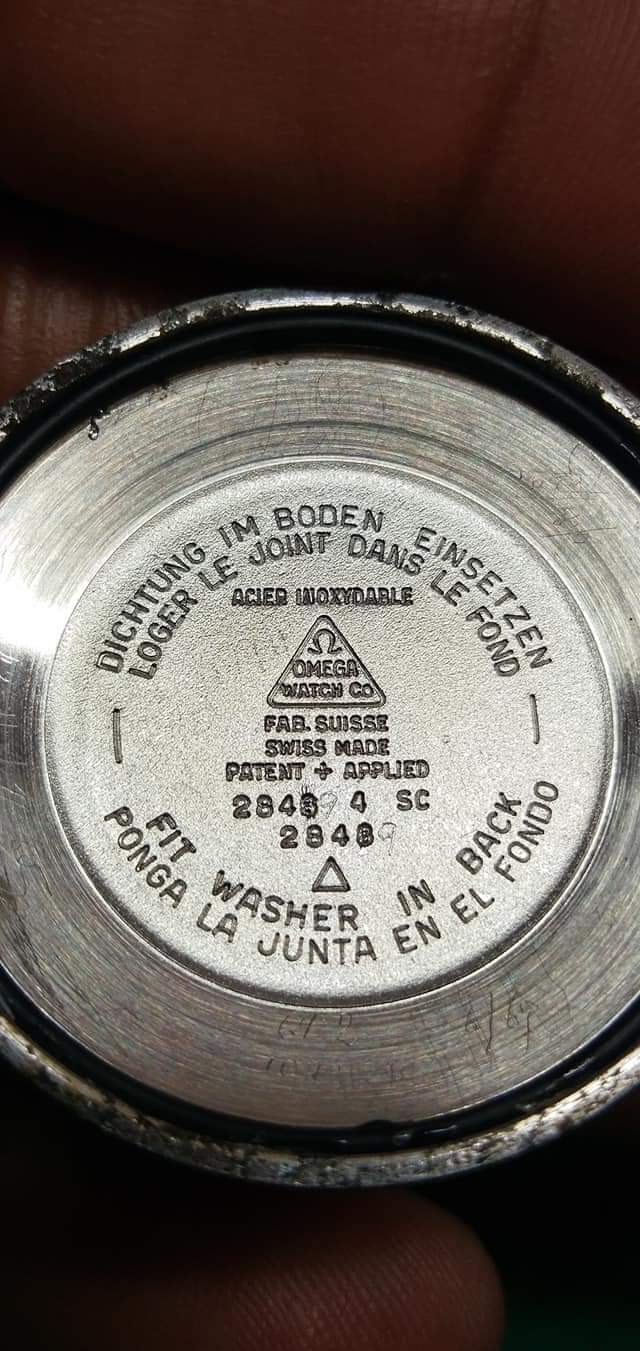 DICHTUNG IM BODEN EINSETZEN
LOGER LE JOINT DANS LE FOND
ACIER INOXYDABLE
Ω
OMEGA
WATCH Co
FAB. SUISSE
SWISS MADE
PATENT + APPLIED
4 SC
2848 9
FIT WASHER IN BACK
PONGA LA JUNTA EN EL FONDO